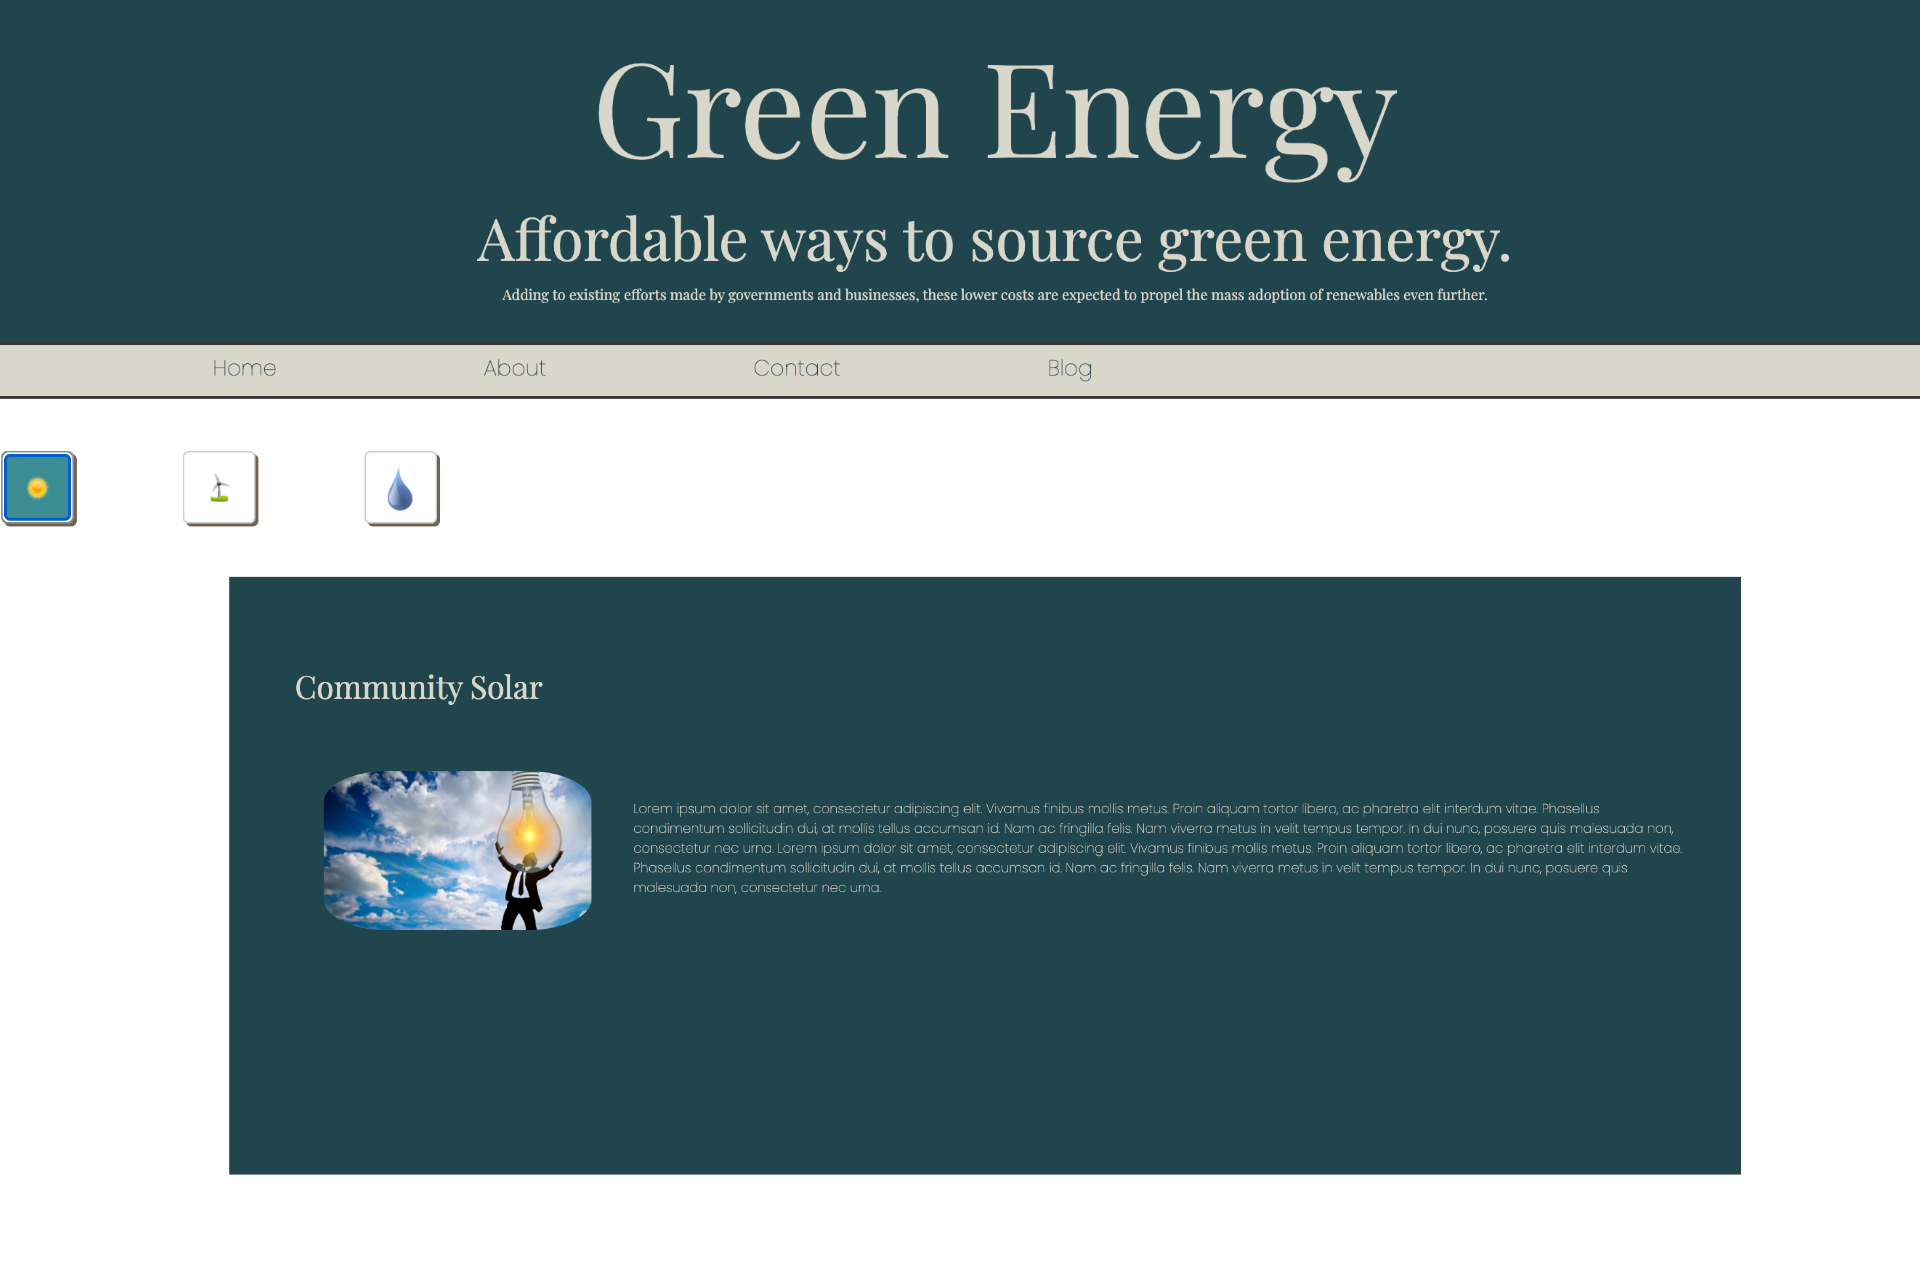 Green Energy
Affordable ways to source green energy.
Adding to existing efforts made by governments and businesses, these lower costs are expected to propel the mass adoption of renewables even further.
Home
About
Contact
Blog
Community Solar
Lorem ipsum dolor sit amet, consectetur adipiscing elit. Vivamus finibus mollis metus. Proin aliquam tortor libero, ac pharetra elit interdum vitae. Phasellus
condimentum sollicitudin dui, at mollis tellus accumsan id. Nam ac fringilla felis. Nam viverra metus in velit tempus tempor. In dui nunc, posuere quis malesuada non,
consectetur nec urna. Lorem ipsum dolor sit amet, consectetur adipiscing elit. Vivamus finibus mollis metus. Proin aliquam tortor libero, ac pharetra elit interdum vitae.
Phasellus condimentum sollicitudin dui, at mollis tellus accumsan id. Nam ac fringilla felis. Nam viverra metus in velit tempus tempor. In dui nunc, posuere quis
malesuada non, consectetur nec urna.